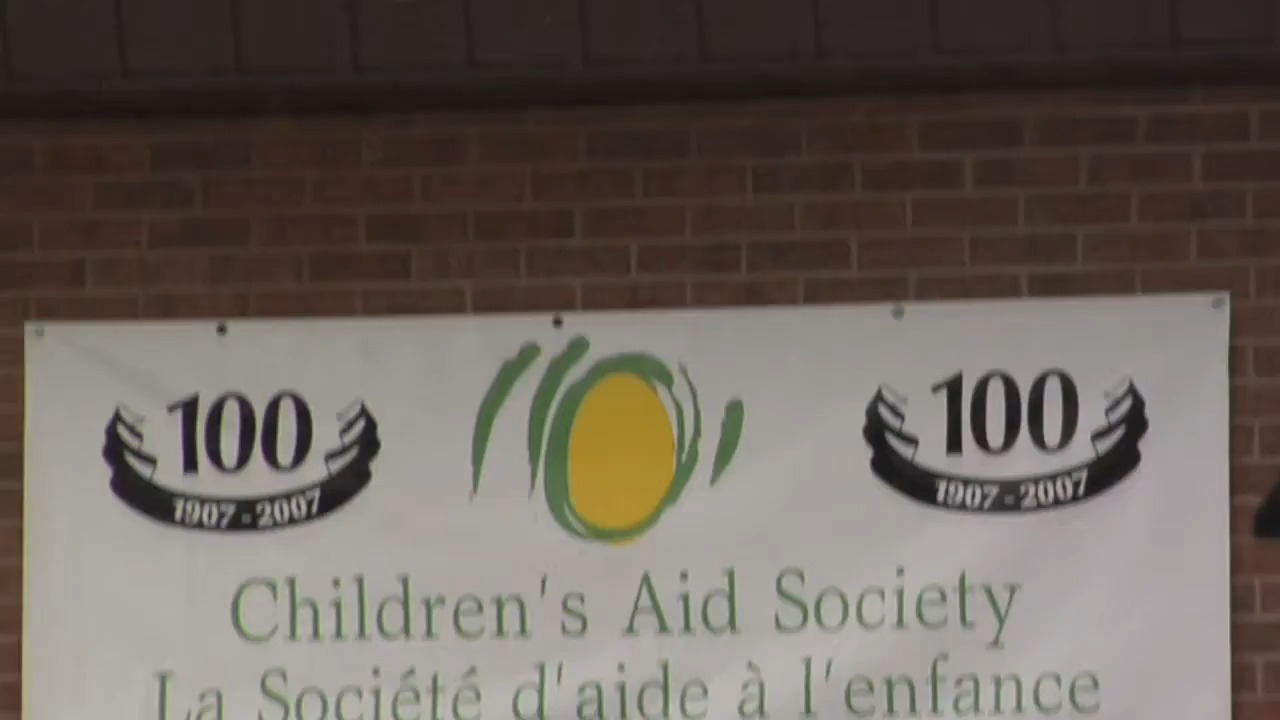 100
1907-2007
100
1907-2007
Children's Aid Society
La Société d'aide à l'enfance